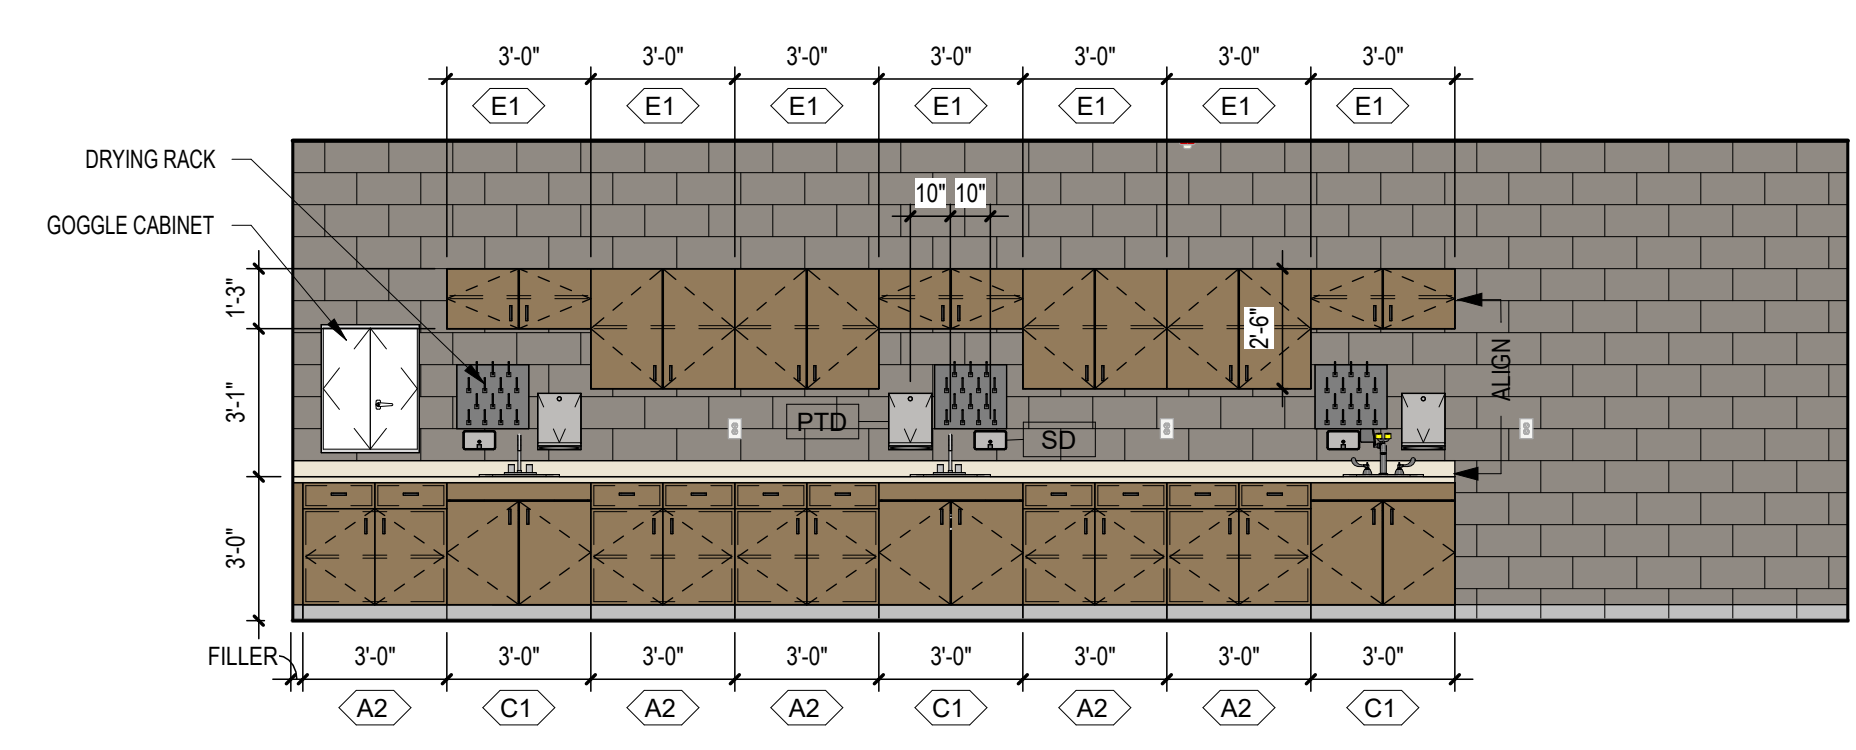 3'-0" 3'-0" 3'-0" 3'-0" 3'-0" 3'-0" 3'-0"
E1 E1 E1 E1 E1 E1 E1
DRYING RACK
10" 10"
GOGGLE CABINET
1'-3"
2'-6"
ALIGN
3'-1"
PTD
SD
3'-0"
FILLER 3'-0" 3'-0" 3'-0" 3'-0" 3'-0" 3'-0" 3'-0" 3'-0"
A2 C1 A2 A2 C1 A2 A2 C1